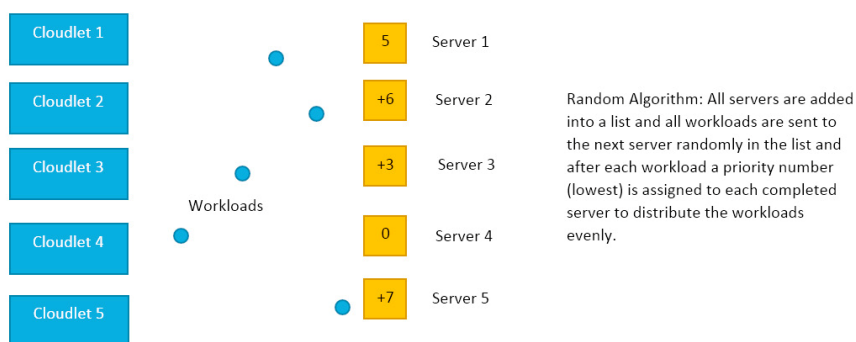 Cloudlet 1
Cloudlet 2
Cloudlet 3
Cloudlet 4
Cloudlet 5
Workloads
5 Server 1
+6 Server 2
+3 Server 3
0 Server 4
+7 Server 5
Random Algorithm: All servers are added
into a list and all workloads are sent to
the next server randomly in the list and
after each workload a priority number
(lowest) is assigned to each completed
server to distribute the workloads
evenly.